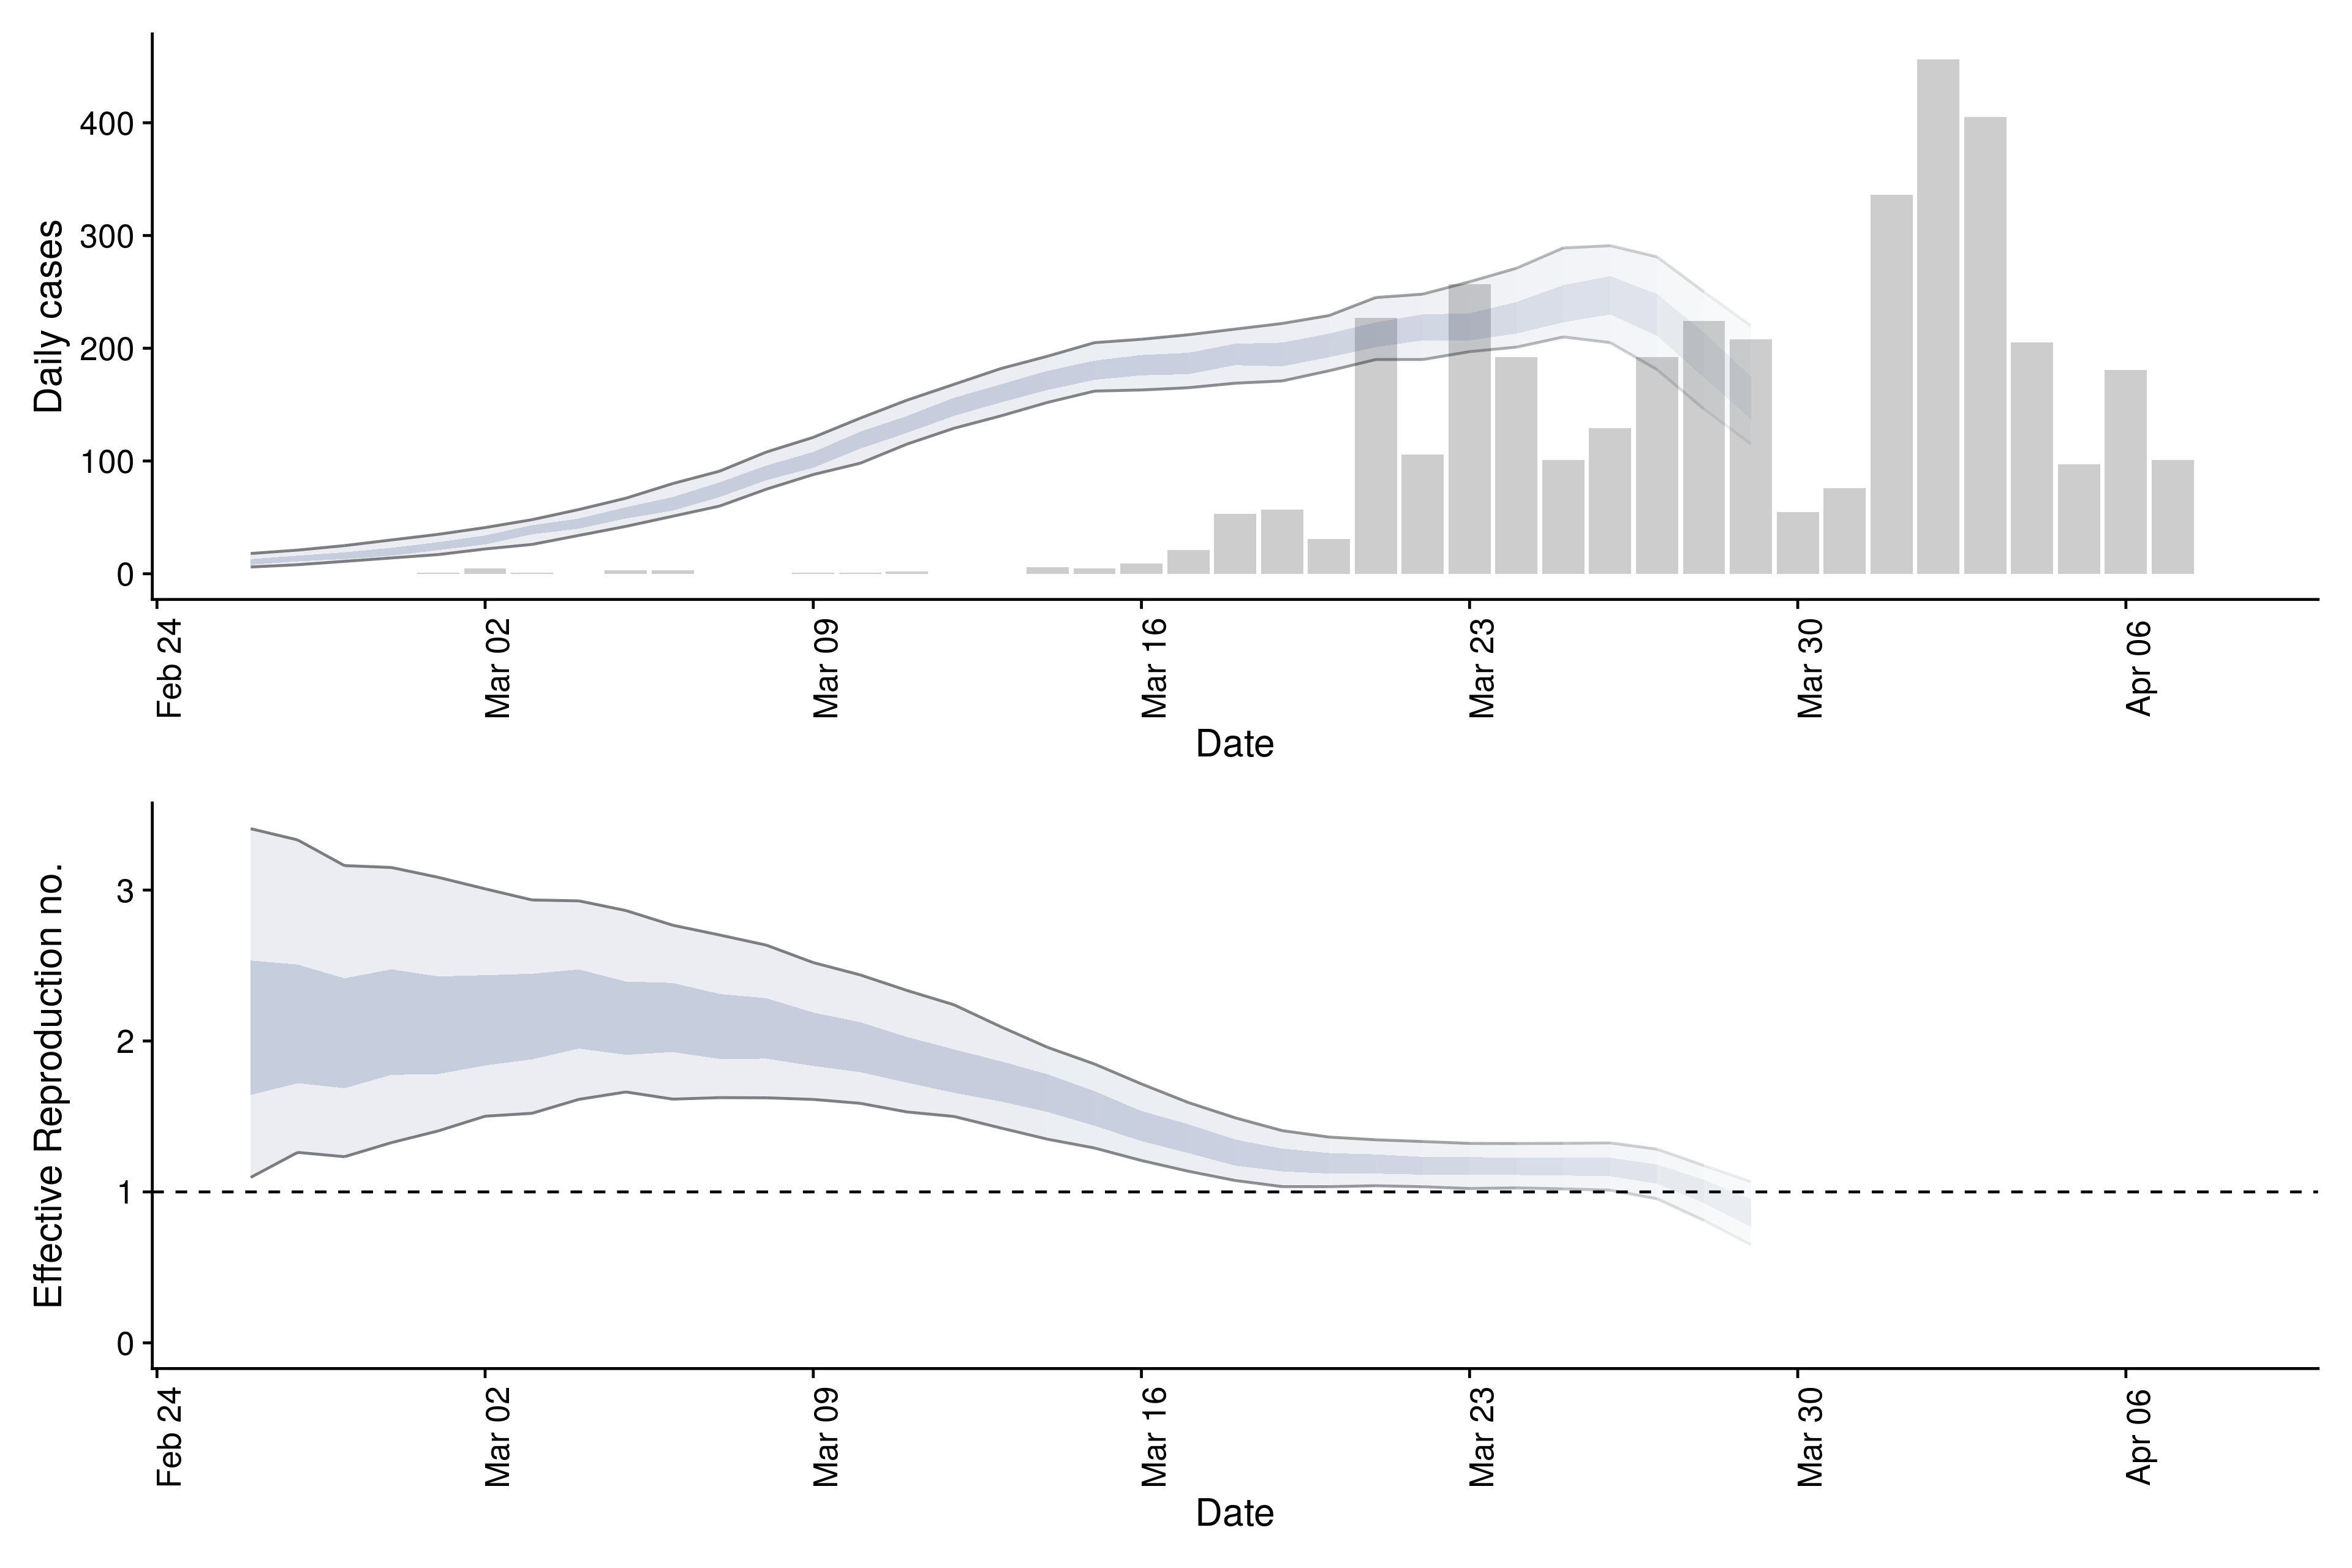 Daily cases
400
300
200
100
0
Feb 24
Mar 02
Mar 09
Mar 16
Mar 23
Mar 30
Apr 06
Date
Effective Reproduction no.
3
2
1
0
Feb 24
Mar 02
Mar 09
Mar 16
Mar 23
Mar 30
Apr 06
Date